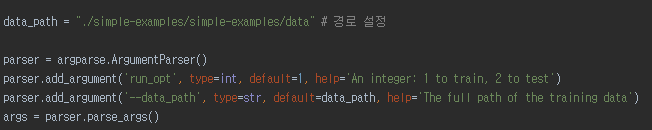 data_path = "./simple-examples/simple-examples/data" # 경로 설정
parser = argparse.ArgumentParser()
parser.add_argument('run_opt', type=int, default=1, help='An integer: 1 to train, 2 to test')
parser.add_argument('--data_path', type=str, default=data_path, help='The full path of the training data')
args = parser.parse_args()